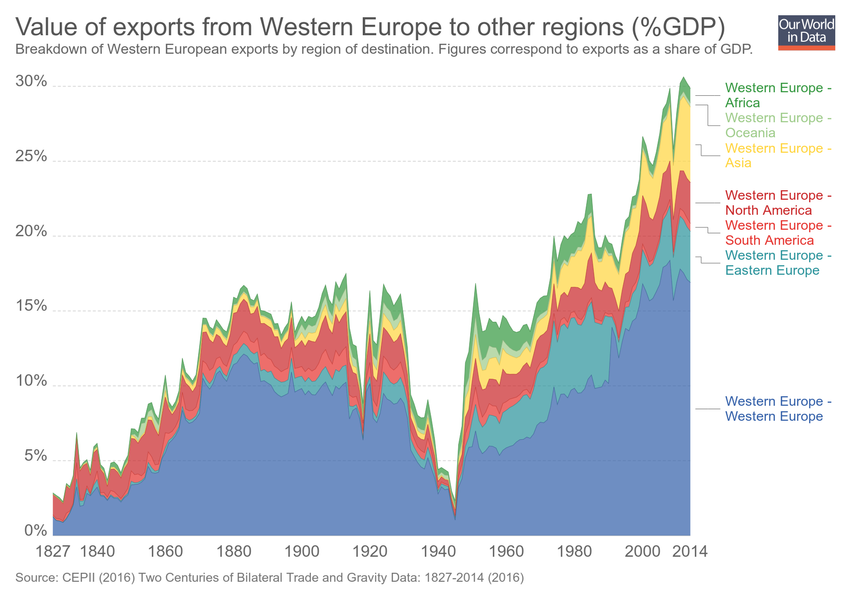 Value of exports from Western Europe to other regions (%GDP)
Our World
in Data
Breakdown of Western European exports by region of destination. Figures correspond to exports as a share of GDP.
30%
25%
20%
15%
10%
5%
0%
Western Europe -
Africa
Western Europe -
Oceania
Western Europe -
Asia
Western Europe -
North America
Western Europe -
South America
Western Europe -
Eastern Europe
Western Europe -
Western Europe
1827 1840 1860 1880 1900 1920 1940 1960 1980 2000 2014
Source: CEPII (2016) Two Centuries of Bilateral Trade and Gravity Data: 1827-2014 (2016)